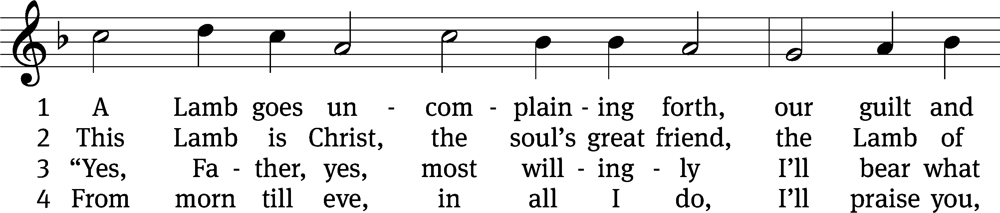 1 A Lamb goes un - com - plain - ing forth, our guilt and
2 This Lamb is Christ, the soul’s great friend, the Lamb of
3 “Yes, Fa - ther, yes, most will - ing - ly I’ll bear what
4 From morn till eve, in all I do, I’ll praise you,